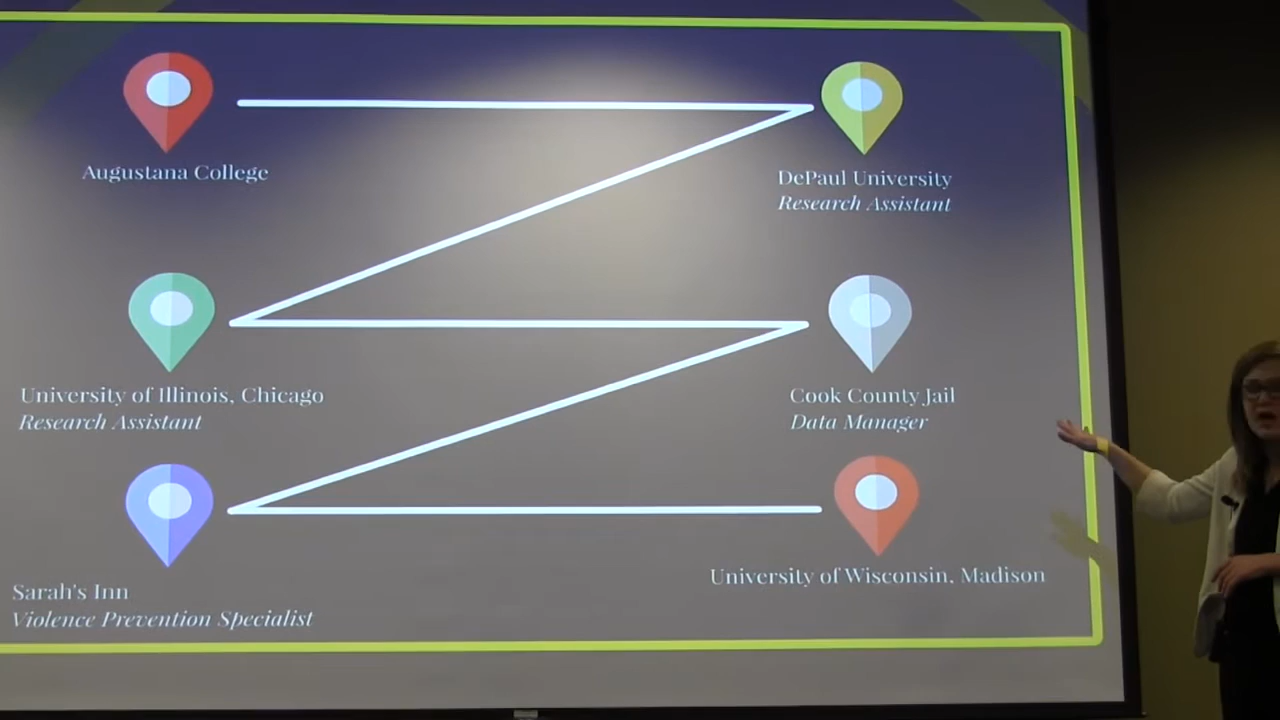 Augustana College
DePaul University
Research Assistant
University of Illinois, Chicago
Research Assistant
Cook County Jail
Data Manager
Sarah's Inn
Violence Prevention Specialist
University of Wisconsin, Madison